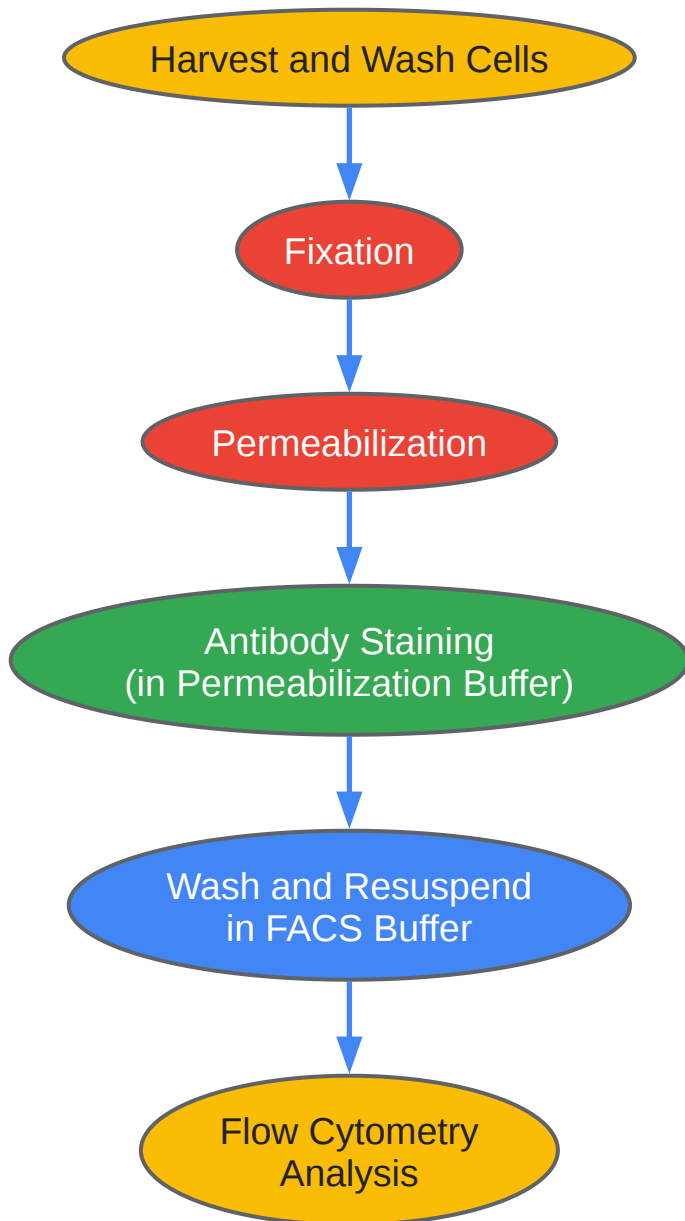 Harvest and Wash Cells
Fixation
Permeabilization
Antibody Staining
(in Permeabilization Buffer)
Wash and Resuspend
in FACS Buffer
Flow Cytometry
Analysis